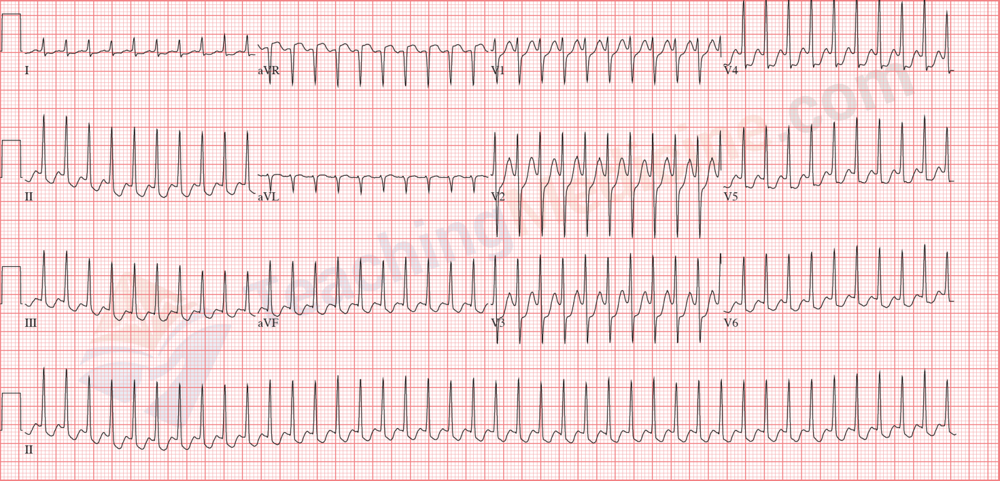 I aVR V1 V4
II aVL V2 V5
III aVF V3 V6
II
TeachingMedicine.com